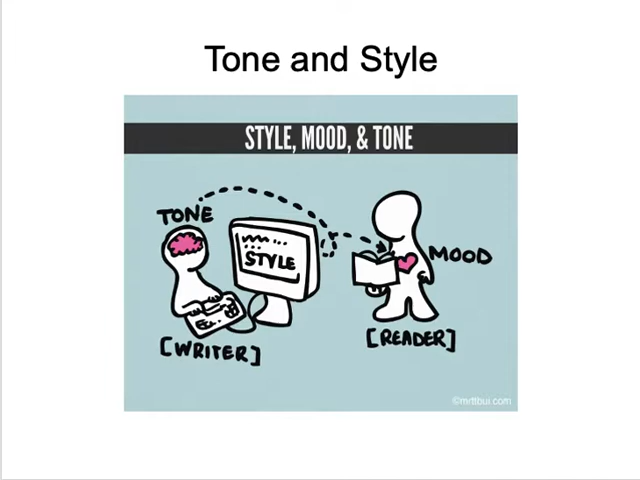 Tone and Style
STYLE, MOOD, & TONE
TONE
STYLE
MOOD
[WRITER]
[READER]
©mrttbui.com